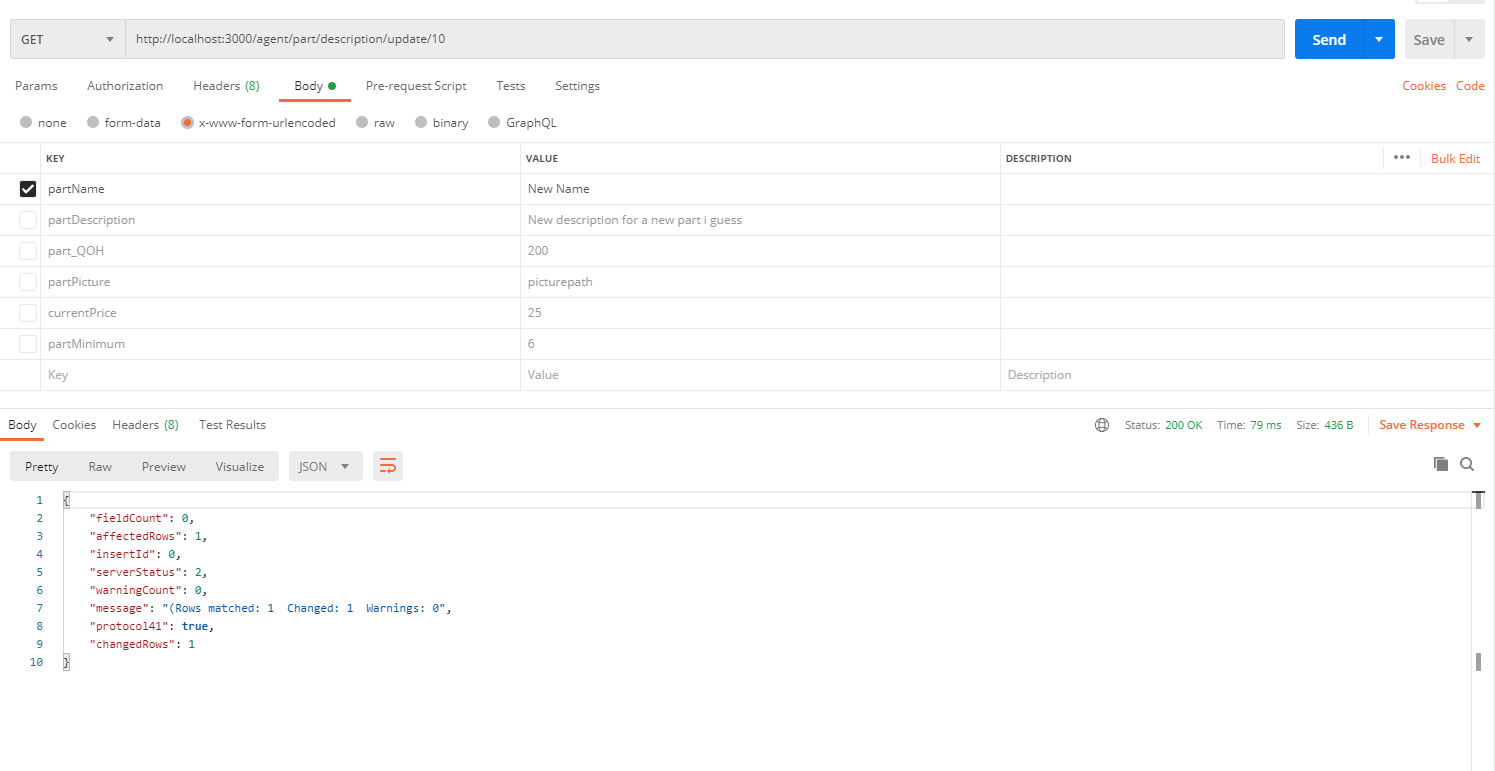 GET http://localhost:3000/agent/part/description/update/10 Send Save
Params Authorization Headers (8) Body Pre-request Script Tests Settings Cookies Code
none form-data x-www-form-urlencoded raw binary GraphQL
KEY VALUE DESCRIPTION ••• Bulk Edit
partName New Name
partDescription New description for a new part i guess
part_QOH 200
partPicture picturepath
currentPrice 25
partMinimum 6
Key Value Description
Body Cookies Headers (8) Test Results Status: 200 OK Time: 79 ms Size: 436 B Save Response
Pretty Raw Preview Visualize JSON
1 {
2 "fieldCount": 0,
3 "affectedRows": 1,
4 "insertId": 0,
5 "serverStatus": 2,
6 "warningCount": 0,
7 "message": "(Rows matched: 1  Changed: 1  Warnings: 0",
8 "protocol41": true,
9 "changedRows": 1
10 }